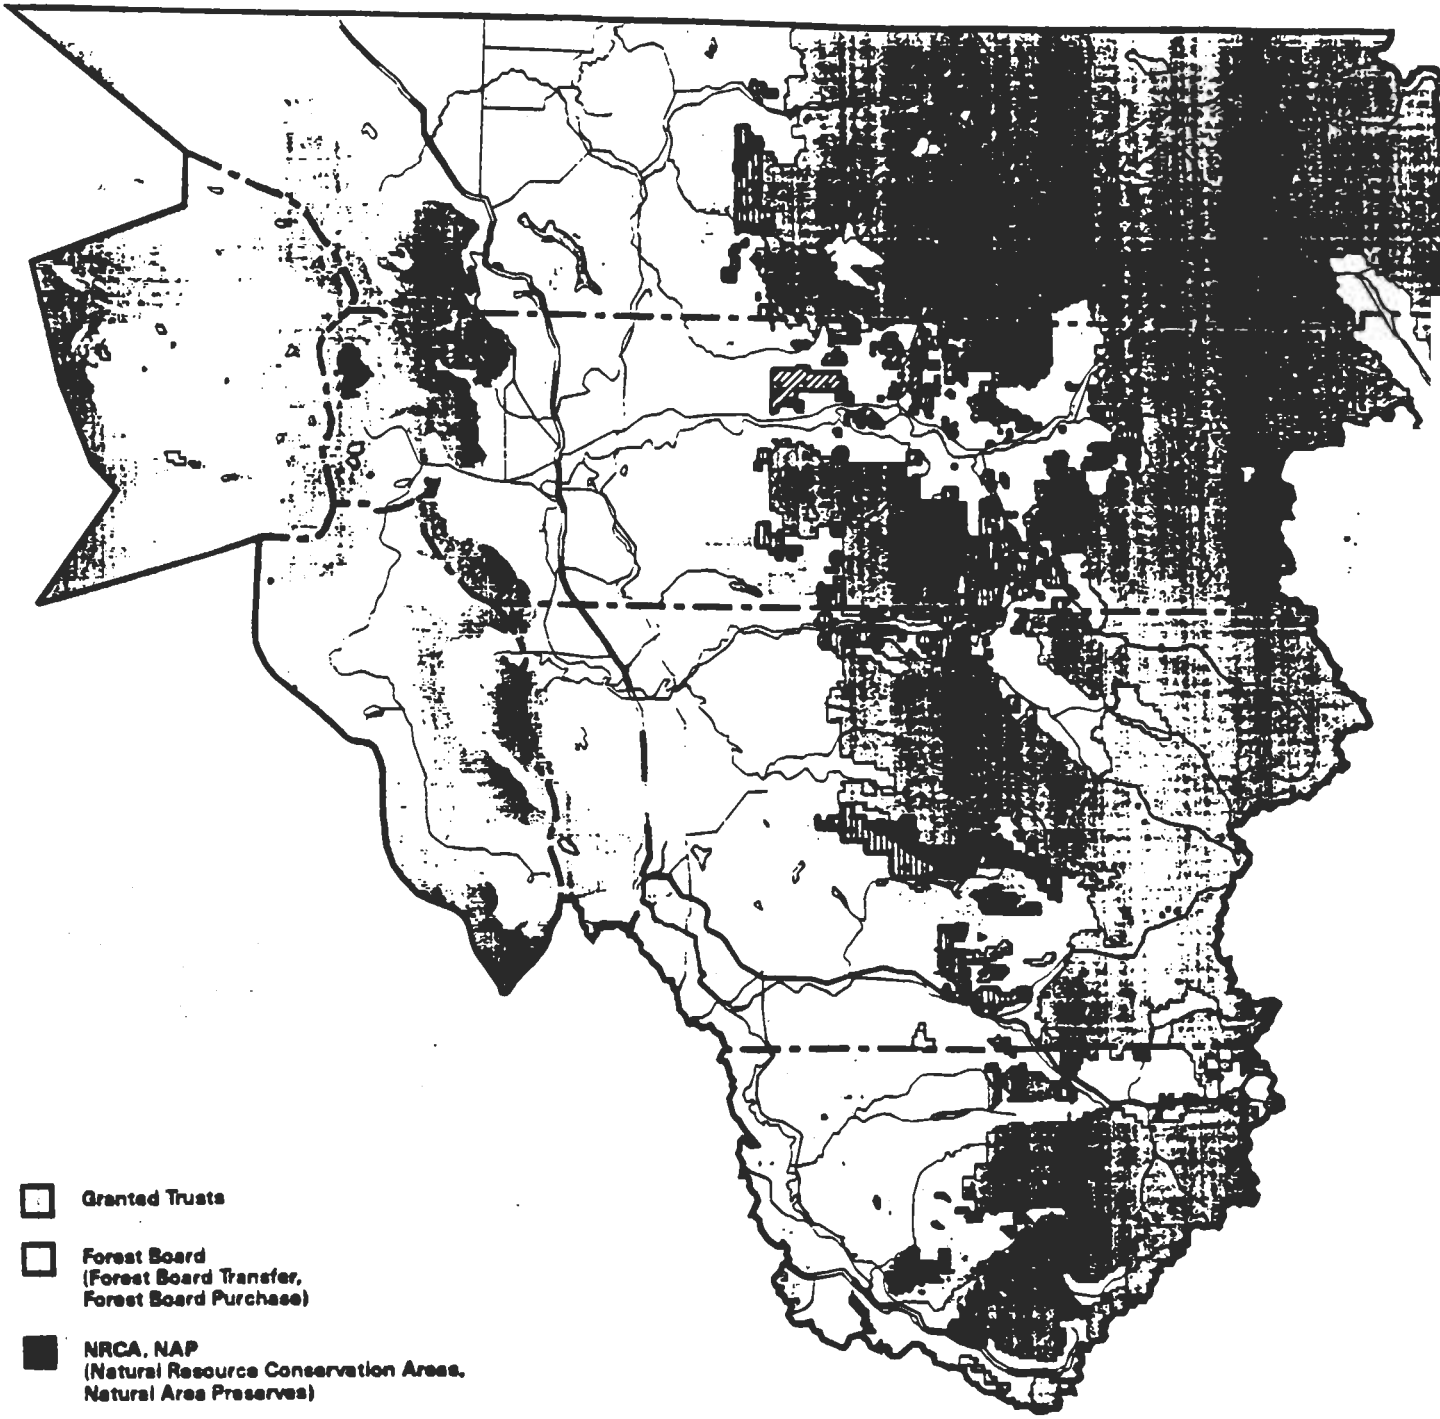 Granted Trusts
Forest Board
(Forest Board Transfer,
Forest Board Purchase)
NRCA, NAP
(Natural Resource Conservation Areas,
Natural Area Preserves)